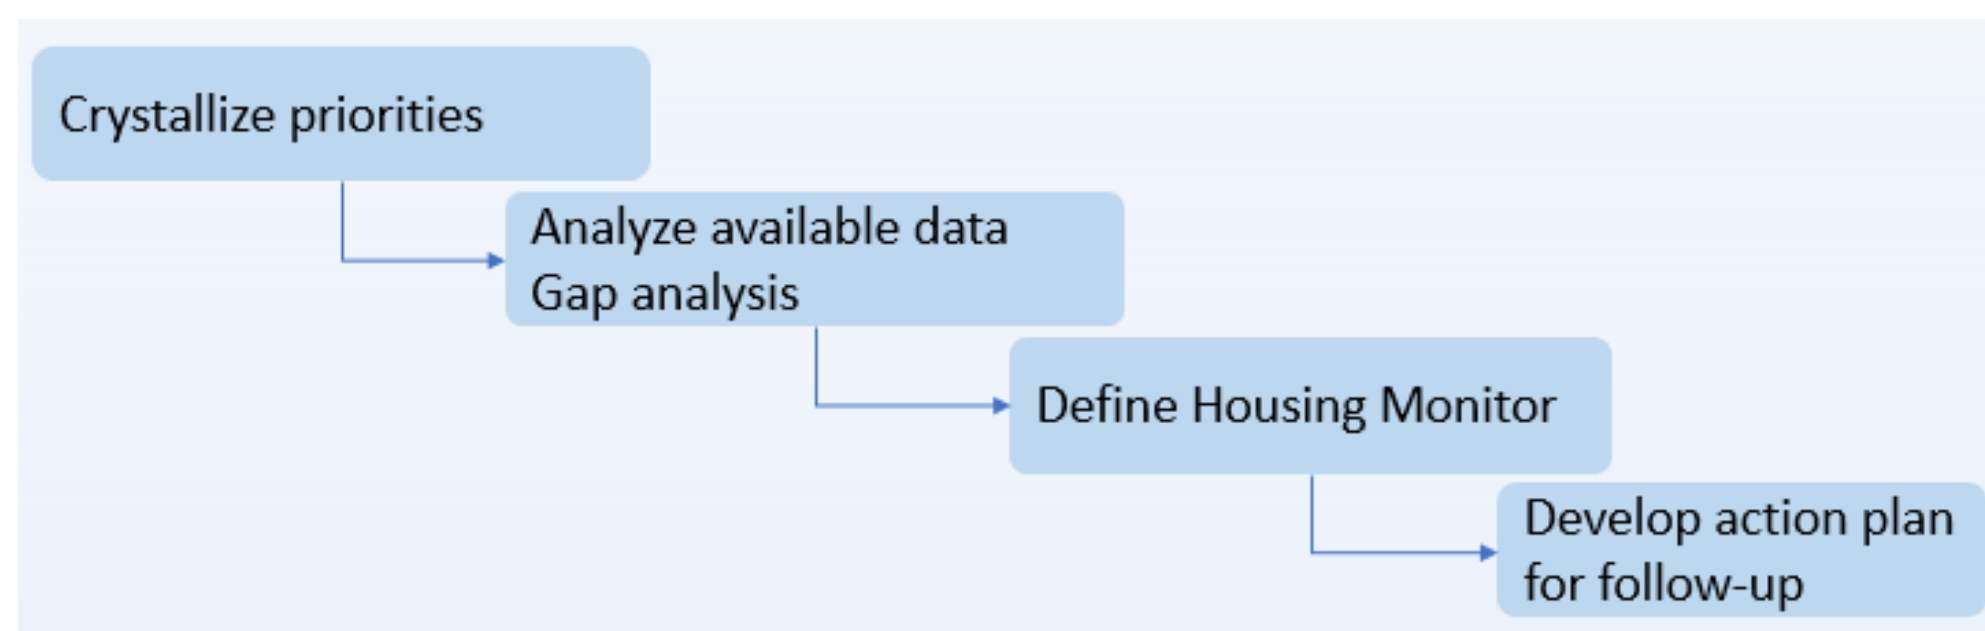 Crystallize priorities
Analyze available data
Gap analysis
Define Housing Monitor
Develop action plan
for follow-up